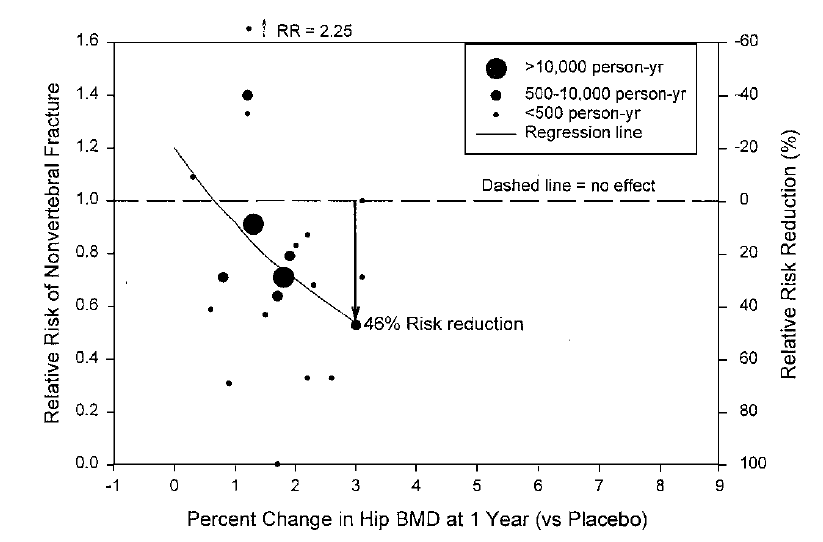 RR = 2.25
1.6
1.4
1.2
1.0
0.8
0.6
0.4
0.2
0.0
Relative Risk of Nonvertebral Fracture
>10,000 person-yr
500-10,000 person-yr
<500 person-yr
Regression line
Dashed line = no effect
46% Risk reduction
-60
-40
-20
0
20
40
60
80
100
Relative Risk Reduction (%)
-1 0 1 2 3 4 5 6 7 8 9
Percent Change in Hip BMD at 1 Year (vs Placebo)